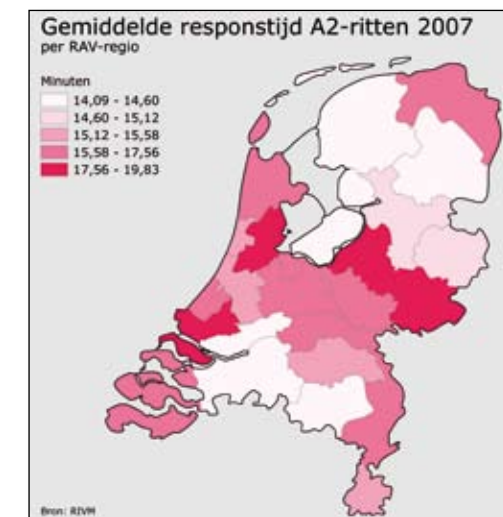 Gemiddelde responstijd A2-ritten 2007
per RAV-regio
Minuten
14,09 - 14,60
14,60 - 15,12
15,12 - 15,58
15,58 - 17,56
17,56 - 19,83
Bron: RIVM